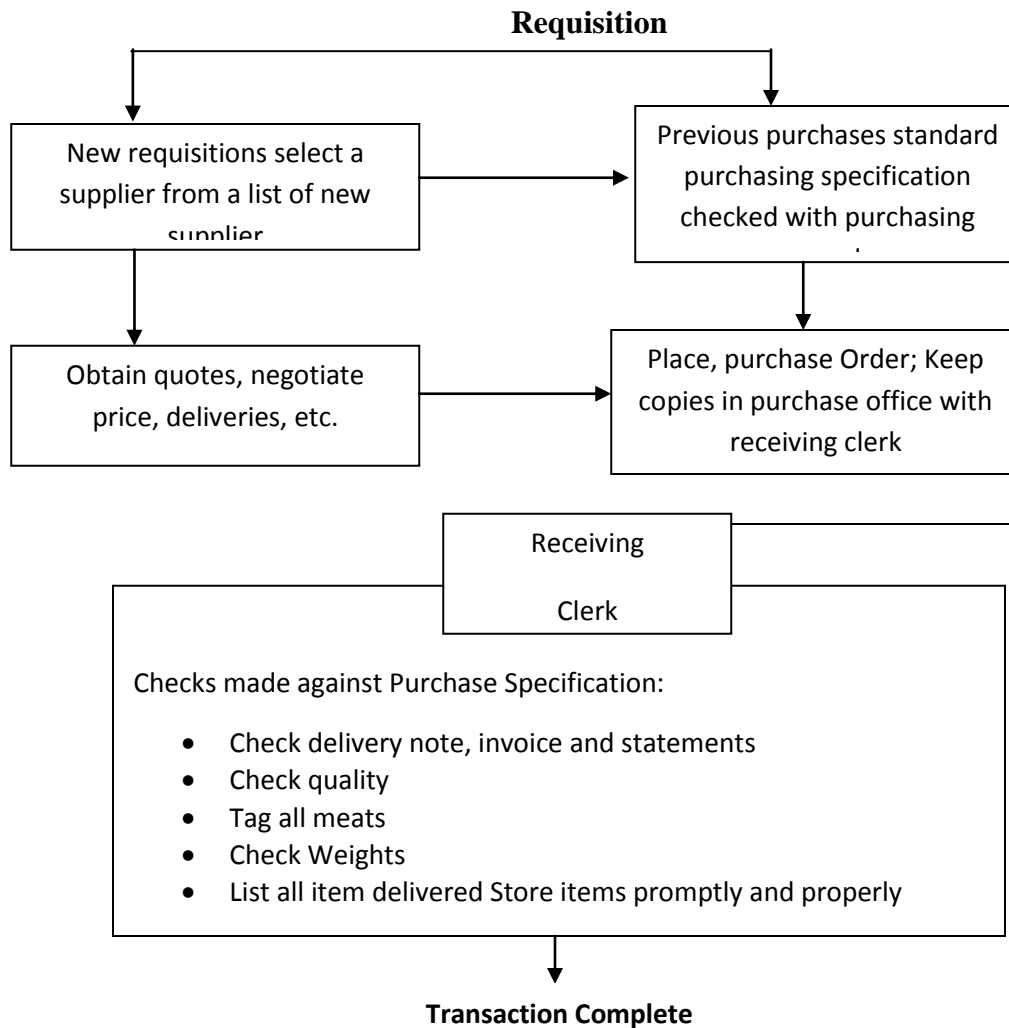 Requisition
New requisitions select a
supplier from a list of new
supplier
Previous purchases standard
purchasing specification
checked with purchasing
Obtain quotes, negotiate
price, deliveries, etc.
Place, purchase Order; Keep
copies in purchase office with
receiving clerk
Receiving
Clerk
Checks made against Purchase Specification:
• Check delivery note, invoice and statements
• Check quality
• Tag all meats
• Check Weights
• List all item delivered Store items promptly and properly
Transaction Complete